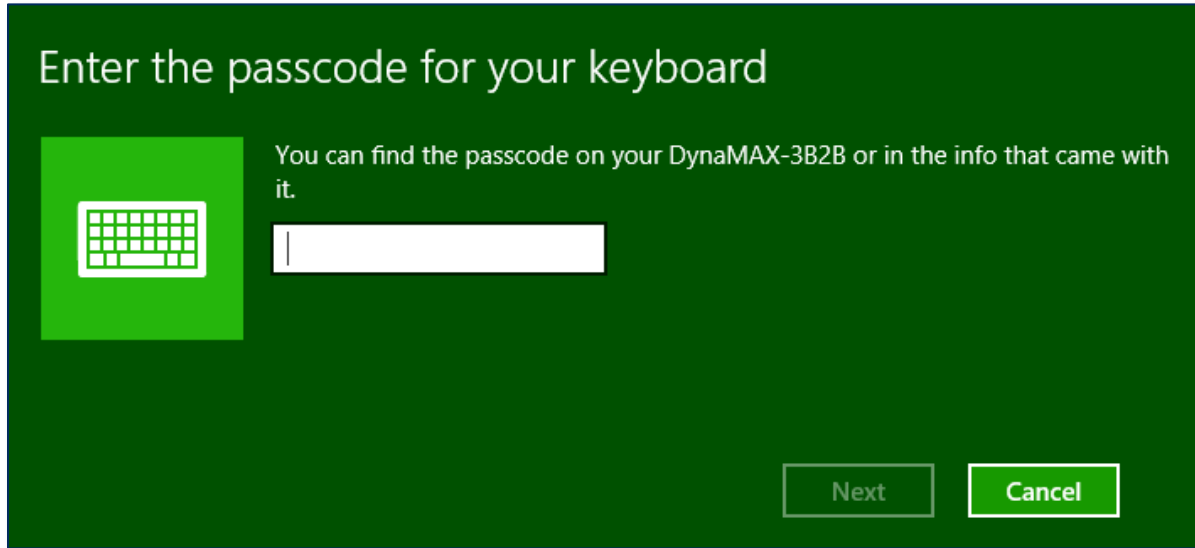 Enter the passcode for your keyboard
You can find the passcode on your DynaMAX-3B2B or in the info that came with
it.
Next
Cancel